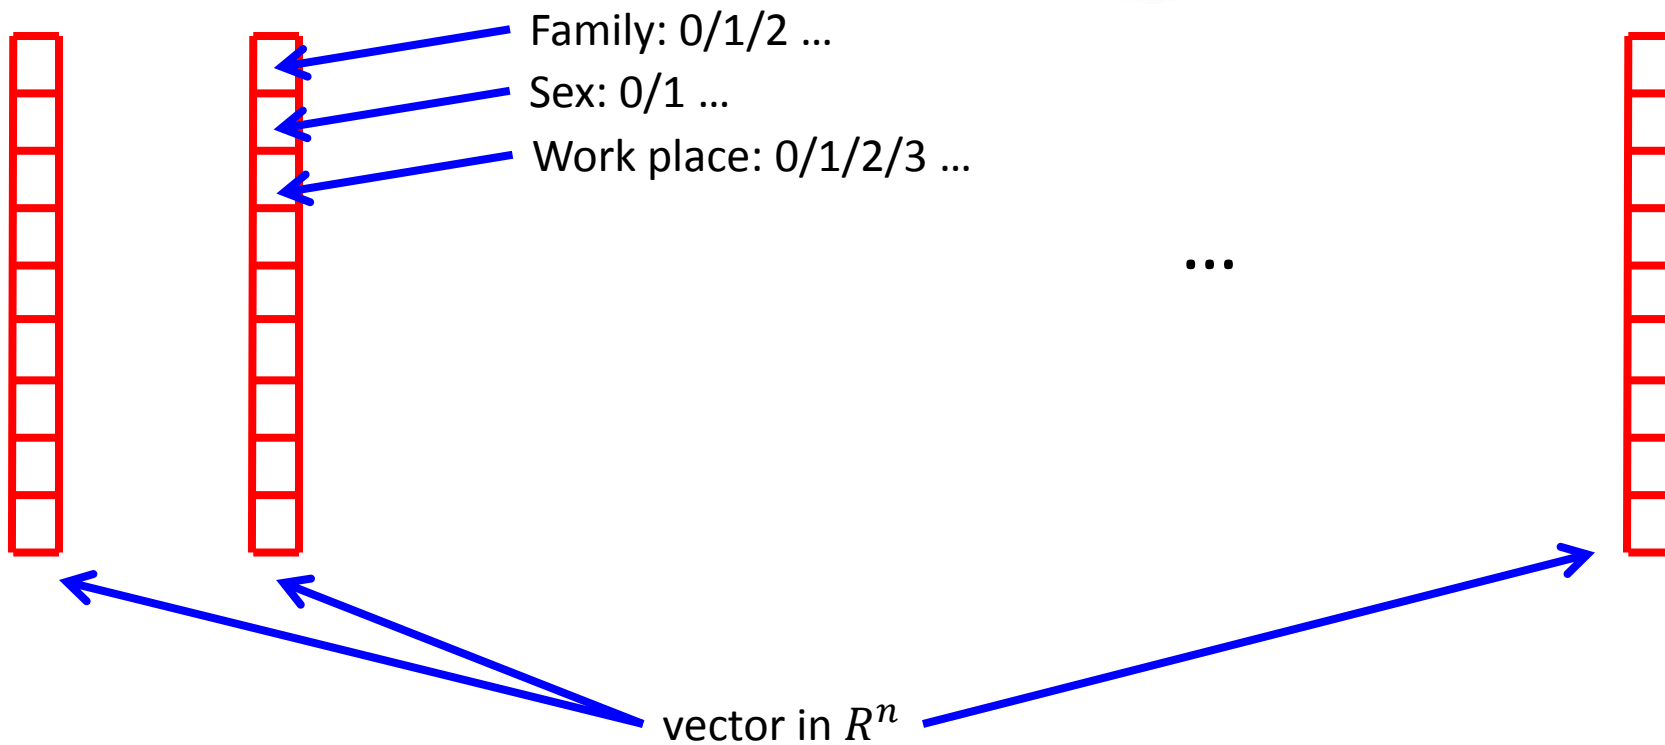 Family: 0/1/2 ...
Sex: 0/1 ...
Work place: 0/1/2/3 ...
...
vector in $R^n$